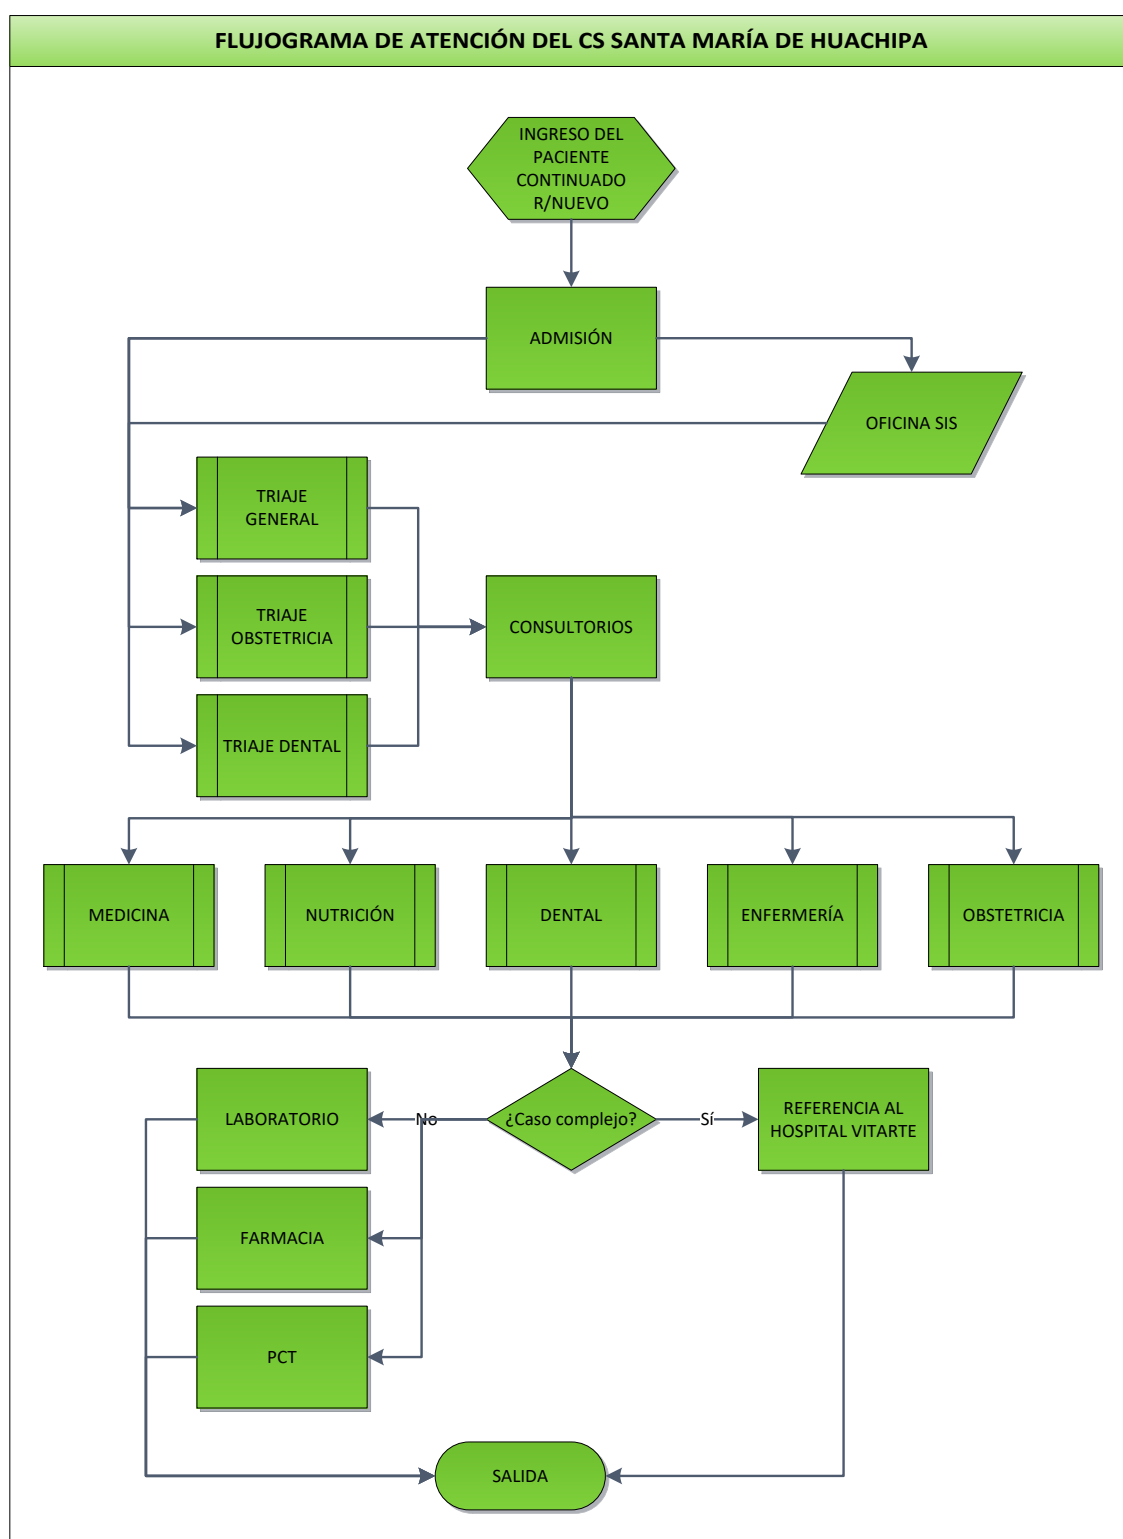 FLUJOGRAMA DE ATENCIÓN DEL CS SANTA MARÍA DE HUACHIPA
INGRESO DEL
PACIENTE
CONTINUADO
R/NUEVO
ADMISIÓN
OFICINA SIS
TRIAJE
GENERAL
TRIAJE
OBSTETRICIA
CONSULTORIOS
TRIAJE DENTAL
MEDICINA
NUTRICIÓN
DENTAL
ENFERMERÍA
OBSTETRICIA
LABORATORIO
No
¿Caso complejo?
Sí
REFERENCIA AL
HOSPITAL VITARTE
FARMACIA
PCT
SALIDA